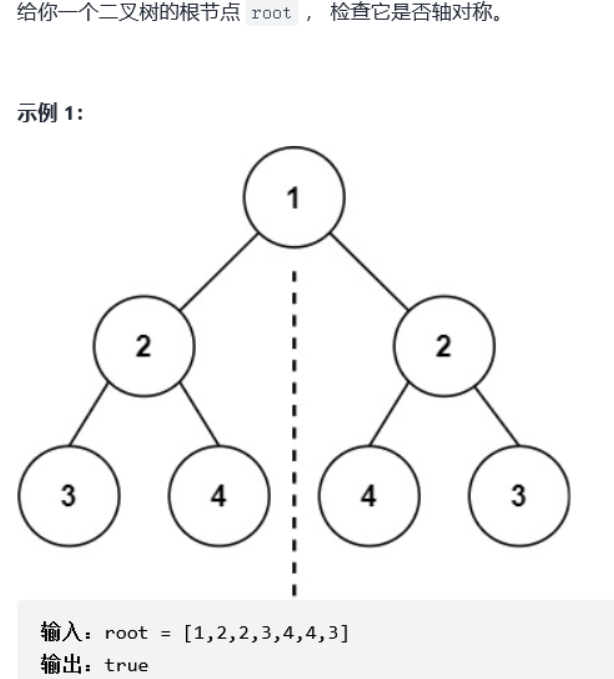 给你一个二叉树的根节点 root ， 检查它是否轴对称。
示例 1：
1
2 2
3 4 4 3
输入：root = [1,2,2,3,4,4,3]
输出：true